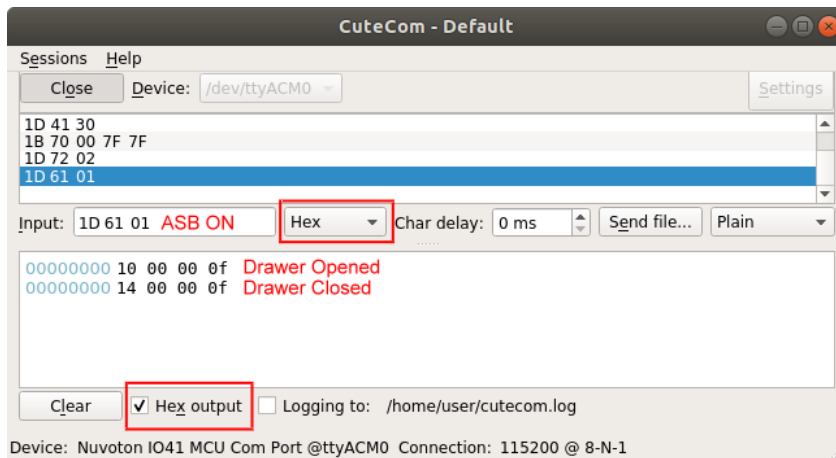 CuteCom - Default
Sessions Help
Close Device: /dev/ttyACM0 Settings
1D 41 30
1B 70 00 7F 7F
1D 72 02
1D 61 01
Input: 1D 61 01 ASB ON Hex Char delay: 0 ms Send file... Plain
00000000 10 00 00 0f Drawer Opened
00000000 14 00 00 0f Drawer Closed
Clear Hex output Logging to: /home/user/cutecom.log
Device: Nuvoton IO41 MCU Com Port @ttyACM0 Connection: 115200 @ 8-N-1